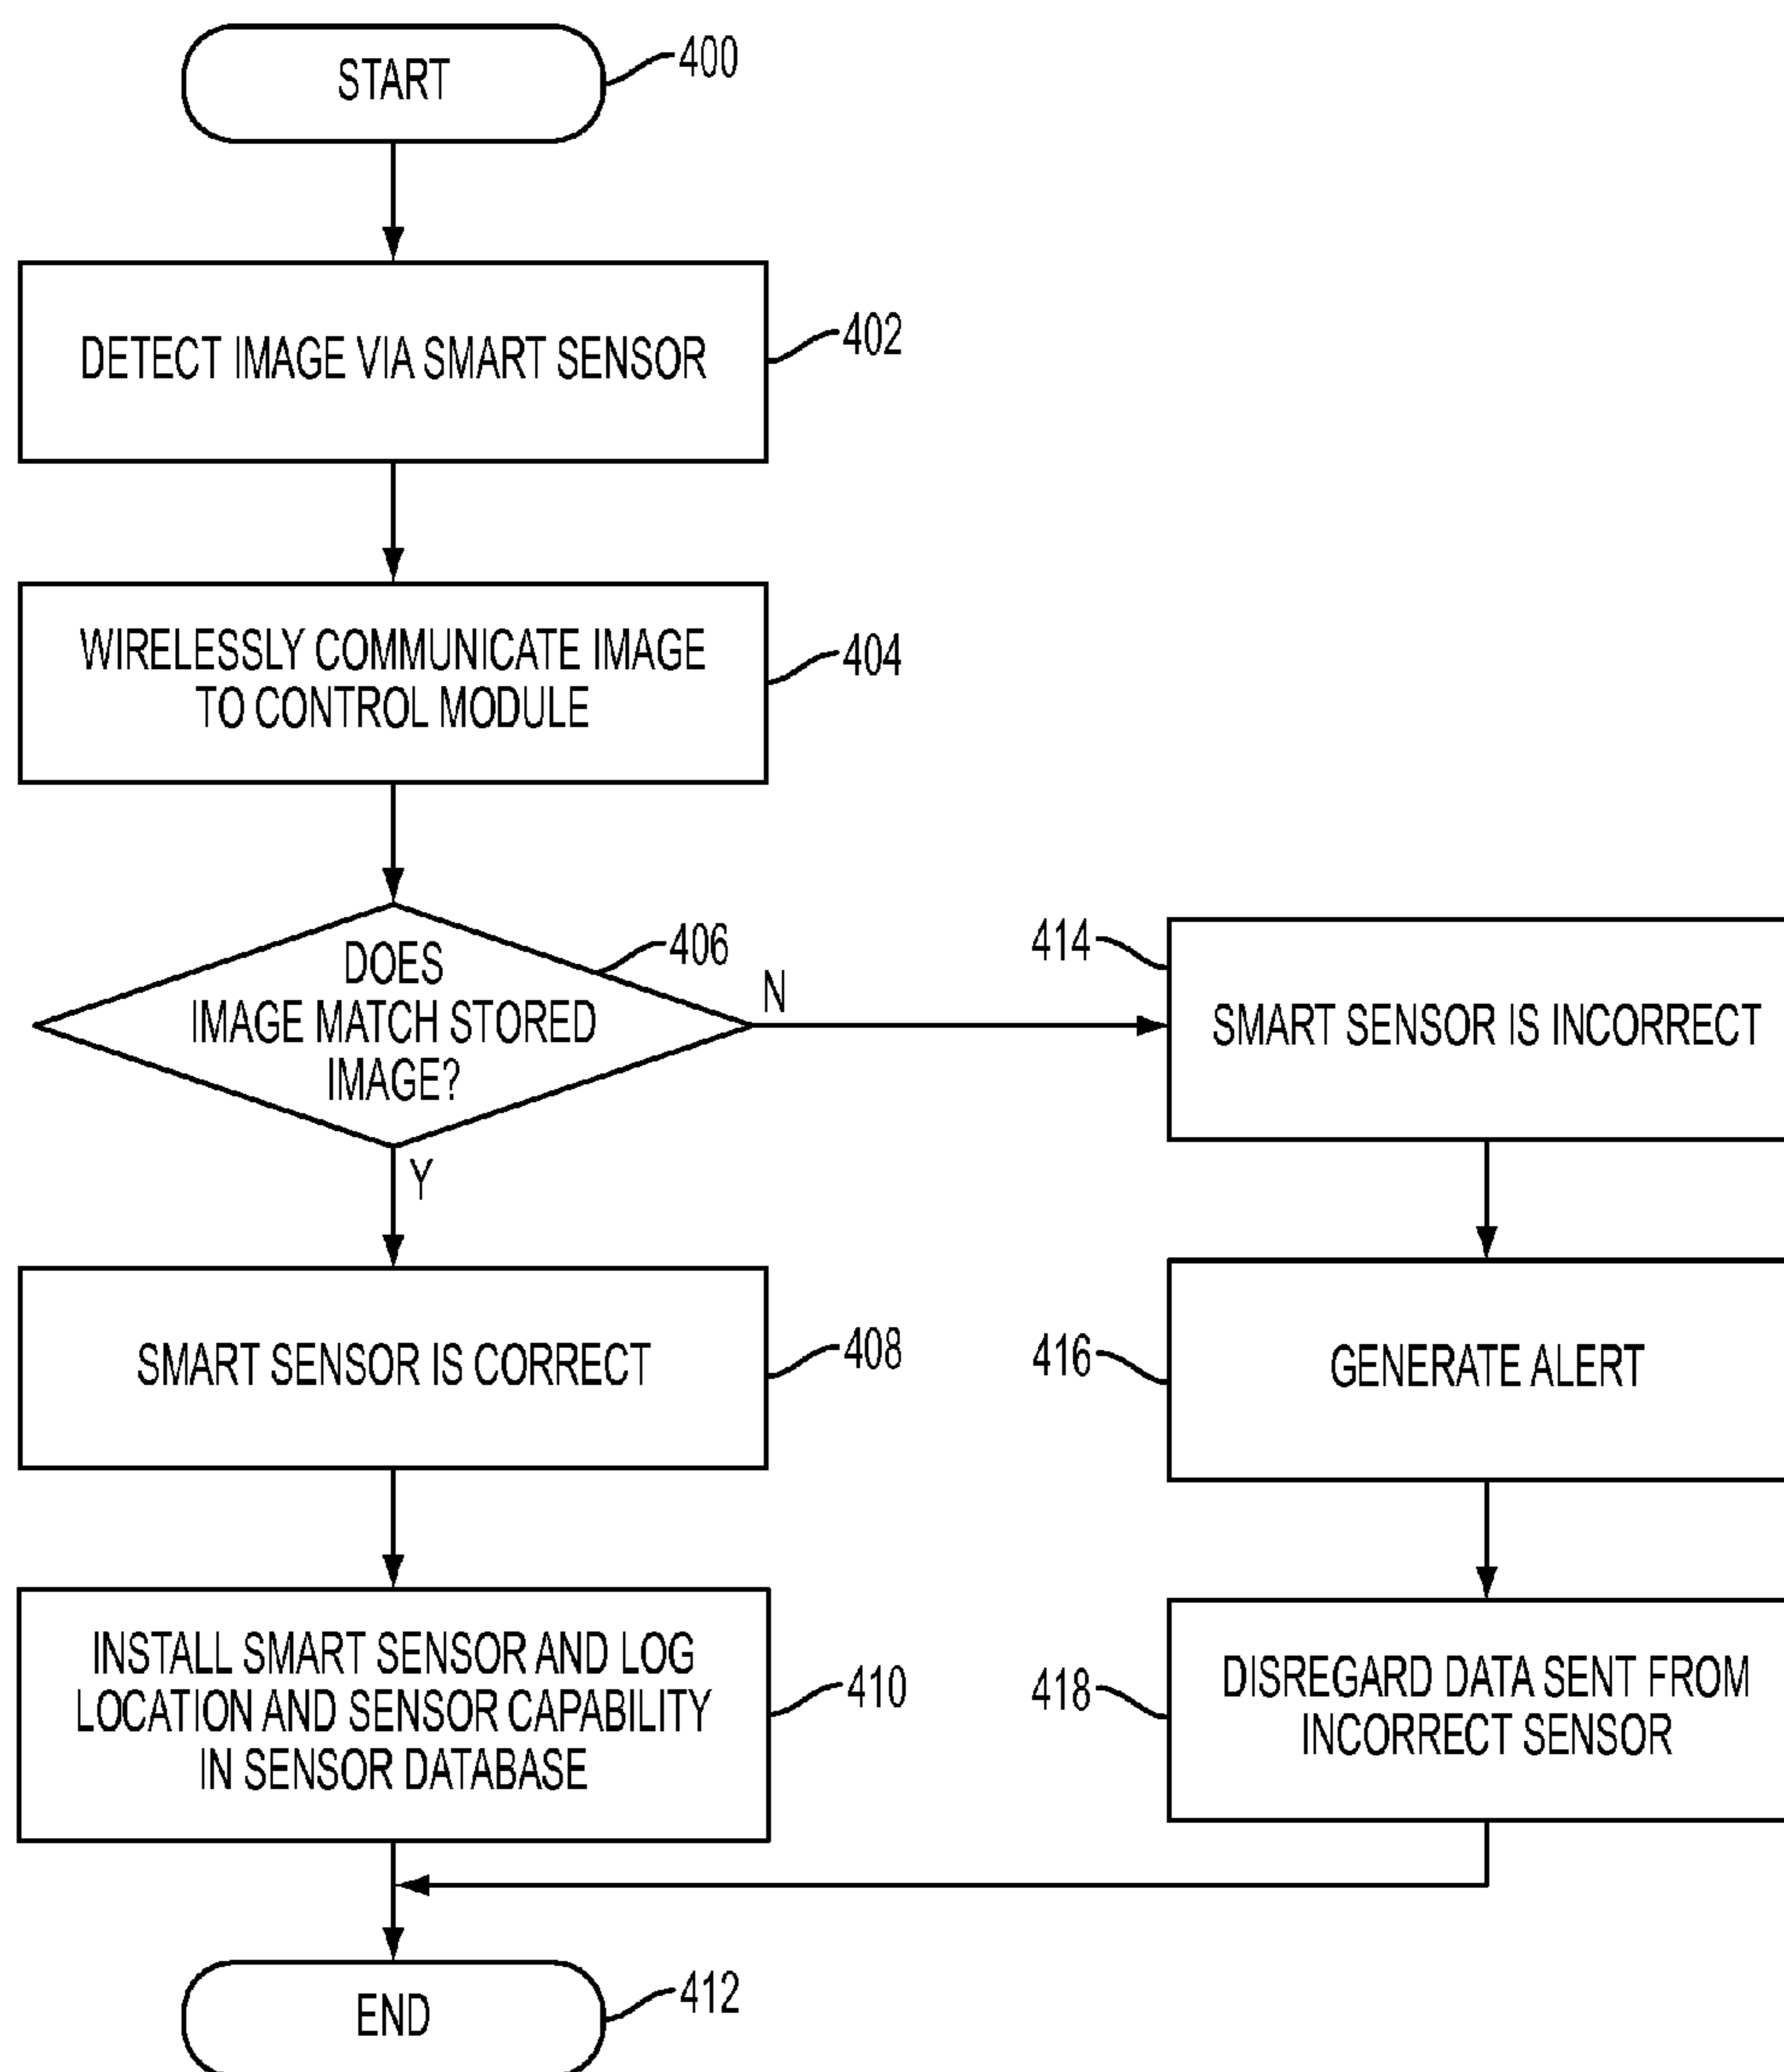 START
400
DETECT IMAGE VIA SMART SENSOR
402
WIRELESSLY COMMUNICATE IMAGE
TO CONTROL MODULE
404
DOES
IMAGE MATCH STORED
IMAGE?
406
N
Y
414
SMART SENSOR IS INCORRECT
SMART SENSOR IS CORRECT
408
416
GENERATE ALERT
INSTALL SMART SENSOR AND LOG
LOCATION AND SENSOR CAPABILITY
IN SENSOR DATABASE
410
418
DISREGARD DATA SENT FROM
INCORRECT SENSOR
END
412